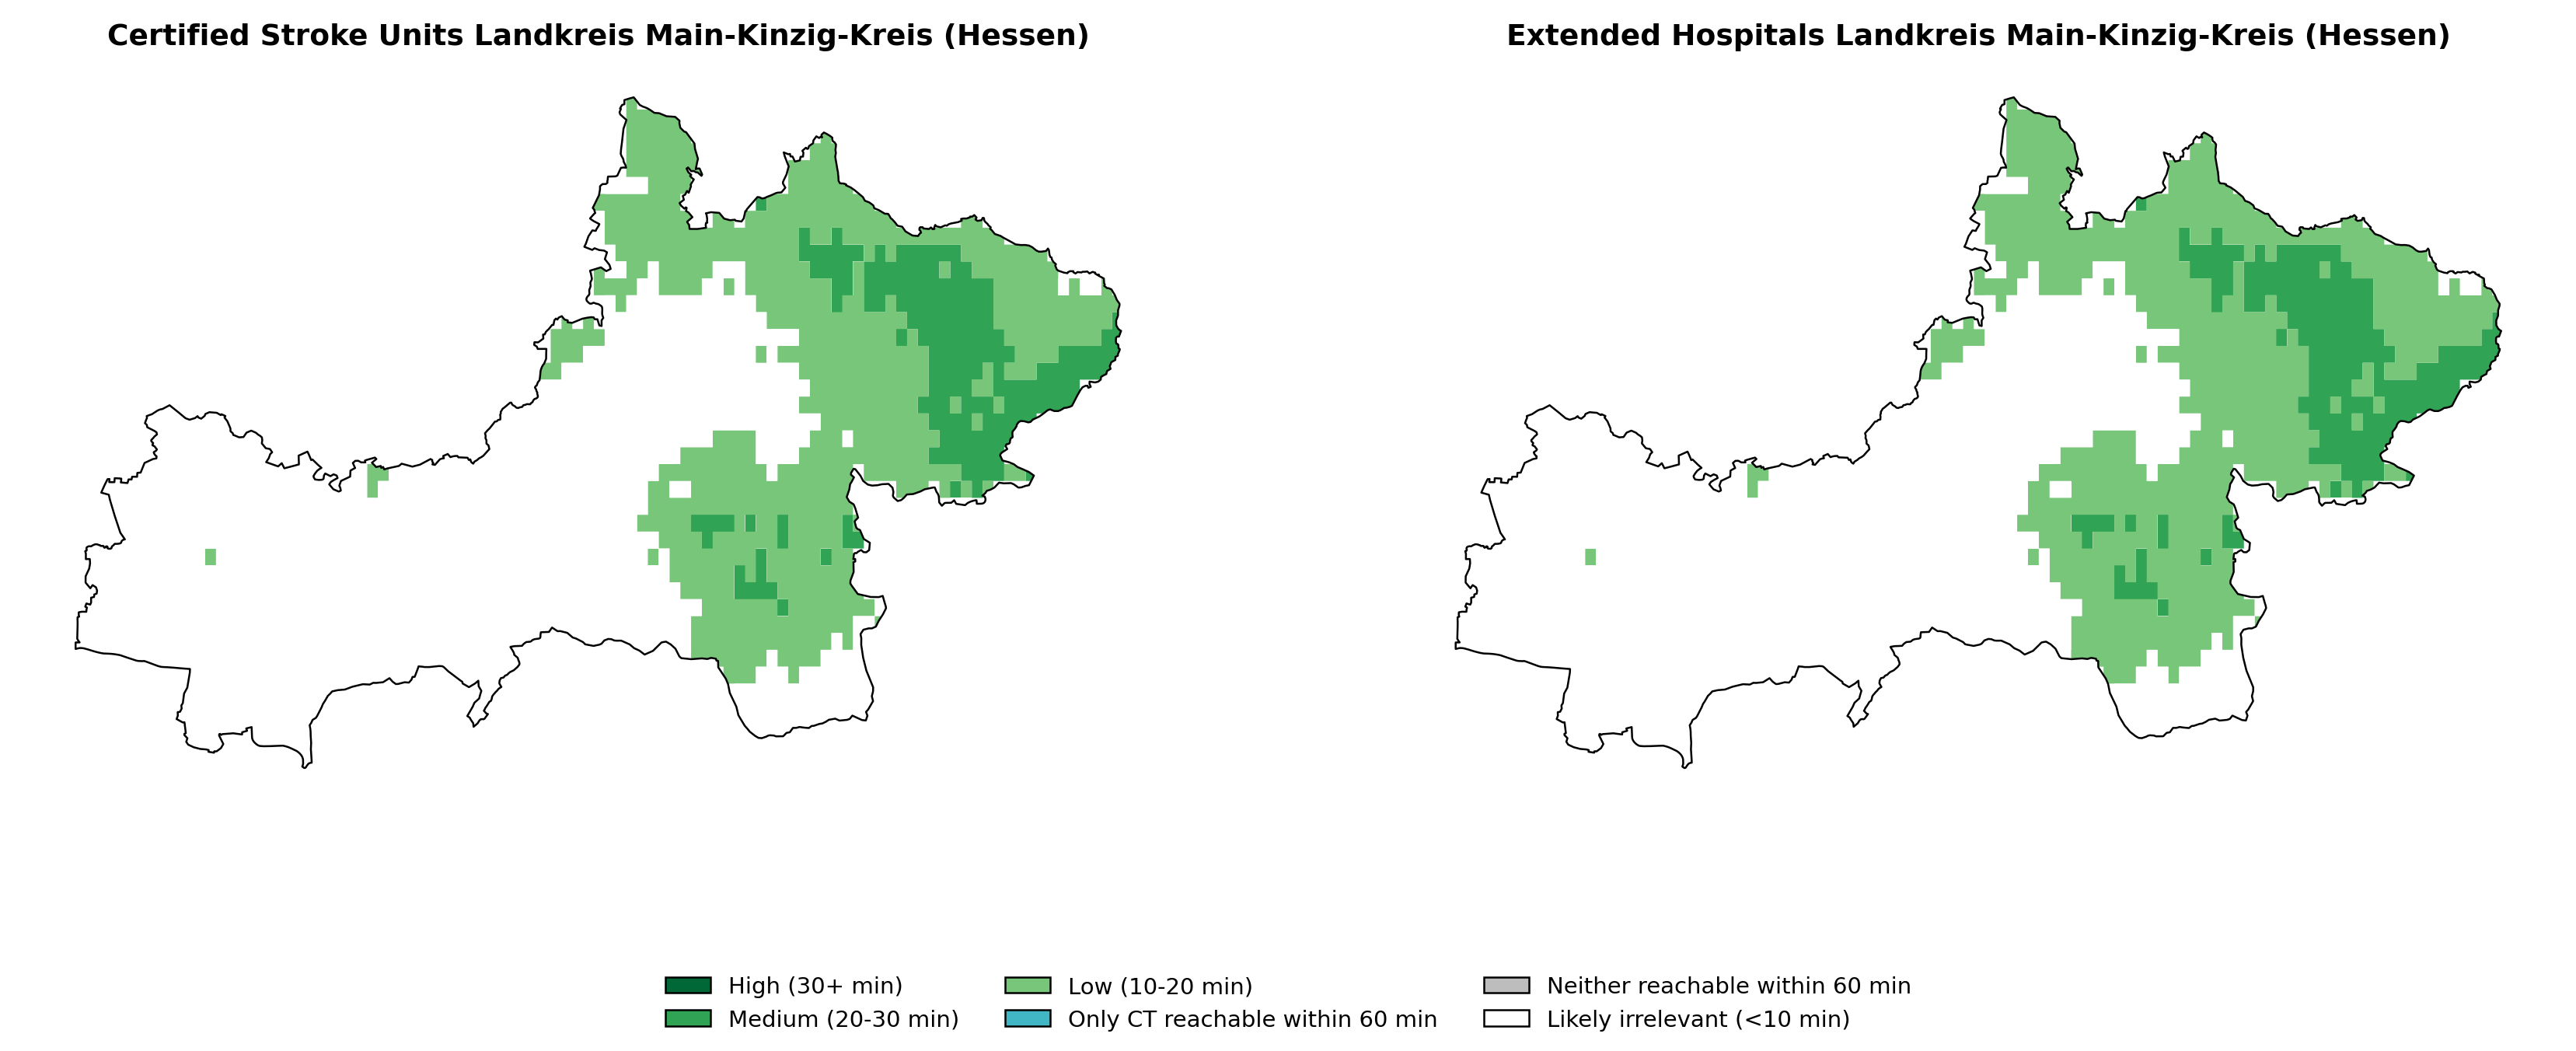 Certified Stroke Units Landkreis Main-Kinzig-Kreis (Hessen)
Extended Hospitals Landkreis Main-Kinzig-Kreis (Hessen)
High (30+ min)
Medium (20-30 min)
Low (10-20 min)
Only CT reachable within 60 min
Neither reachable within 60 min
Likely irrelevant (<10 min)